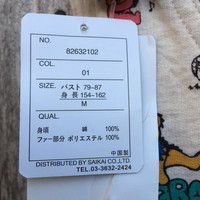 NO.
82632102
COL.
01
SIZE. バスト 79-87
身 長 154-162
M
QUAL.
身頃 綿 100%
ファー部分 ポリエステル 100%
中国製
DISTRIBUTED BY SAIKAI CO.,LTD.
TEL.03-3632-2424